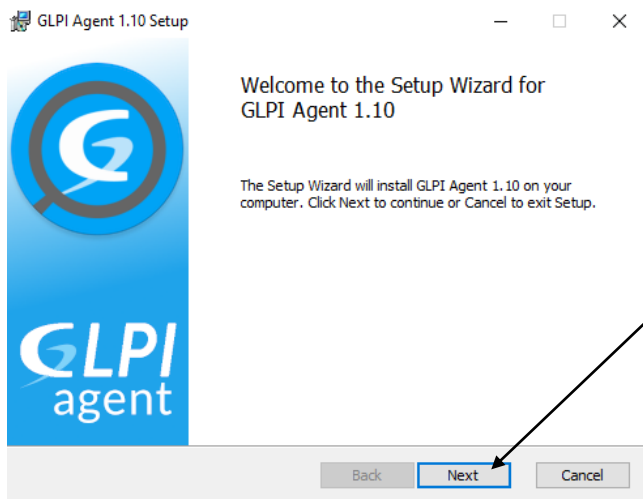 GLPI Agent 1.10 Setup
Welcome to the Setup Wizard for
GLPI Agent 1.10
The Setup Wizard will install GLPI Agent 1.10 on your
computer. Click Next to continue or Cancel to exit Setup.
GLPI
agent
Back Next Cancel